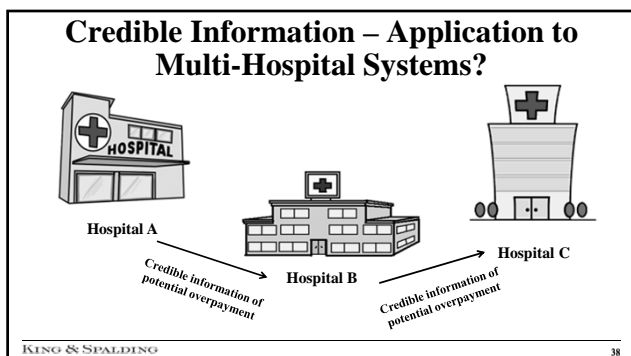 Credible Information – Application to
Multi-Hospital Systems?
HOSPITAL
Hospital A
Hospital B
Hospital C
Credible information of
potential overpayment
Credible information of
potential overpayment
KING & SPALDING
38